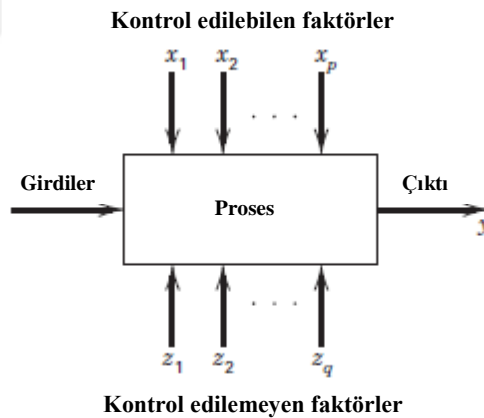 Kontrol edilebilen faktörler
x1 x2 xp
. . .
Girdiler
Proses
Çıktı
y
. . .
z1 z2 zq
Kontrol edilemeyen faktörler